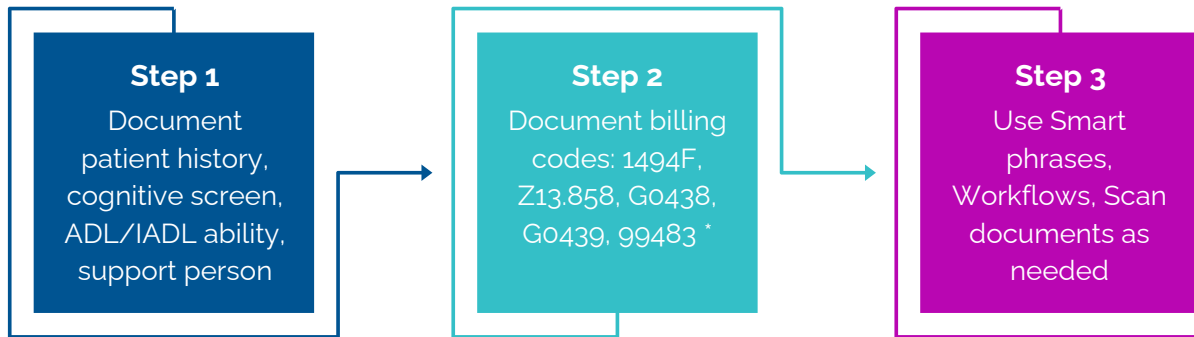 Step 1
Document
patient history,
cognitive screen,
ADL/IADL ability,
support person
Step 2
Document billing
codes: 1494F,
Z13.858, G0438,
G0439, 99483 *
Step 3
Use Smart
phrases,
Workflows, Scan
documents as
needed